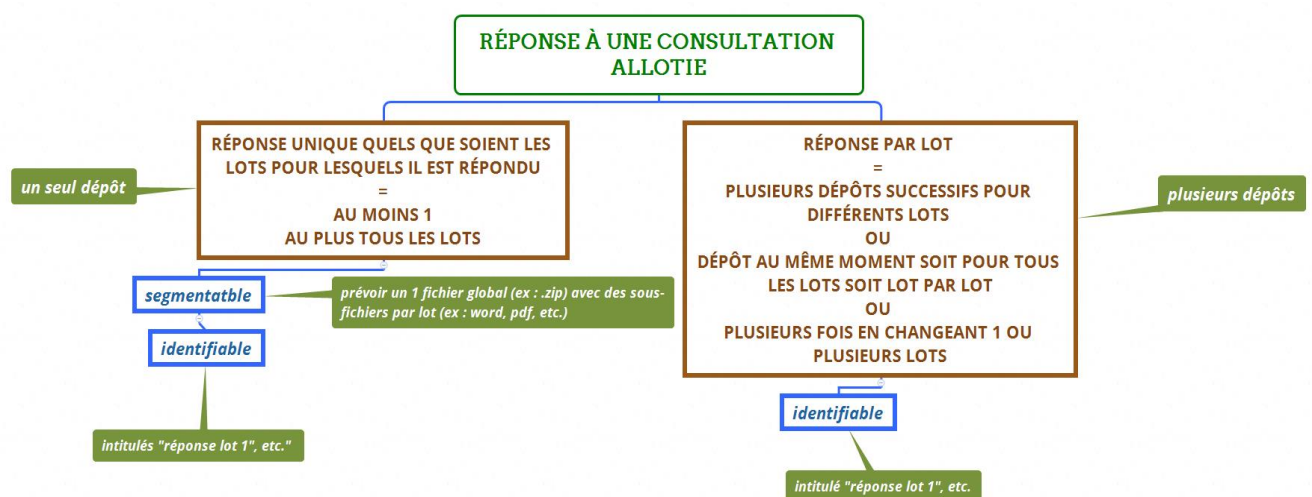 RÉPONSE À UNE CONSULTATION
ALLOTIE
un seul dépôt
RÉPONSE UNIQUE QUELS QUE SOIENT LES
LOTS POUR LESQUELS IL EST RÉPONDU
=
AU MOINS 1
AU PLUS TOUS LES LOTS
segmentatble
prévoir un 1 fichier global (ex : .zip) avec des sous-
fichiers par lot (ex : word, pdf, etc.)
identifiable
intitulés "réponse lot 1", etc."
RÉPONSE PAR LOT
=
PLUSIEURS DÉPÔTS SUCCESSIFS POUR
DIFFÉRENTS LOTS
OU
DÉPÔT AU MÊME MOMENT SOIT POUR TOUS
LES LOTS SOIT LOT PAR LOT
OU
PLUSIEURS FOIS EN CHANGEANT 1 OU
PLUSIEURS LOTS
plusieurs dépôts
identifiable
intitulé "réponse lot 1", etc.